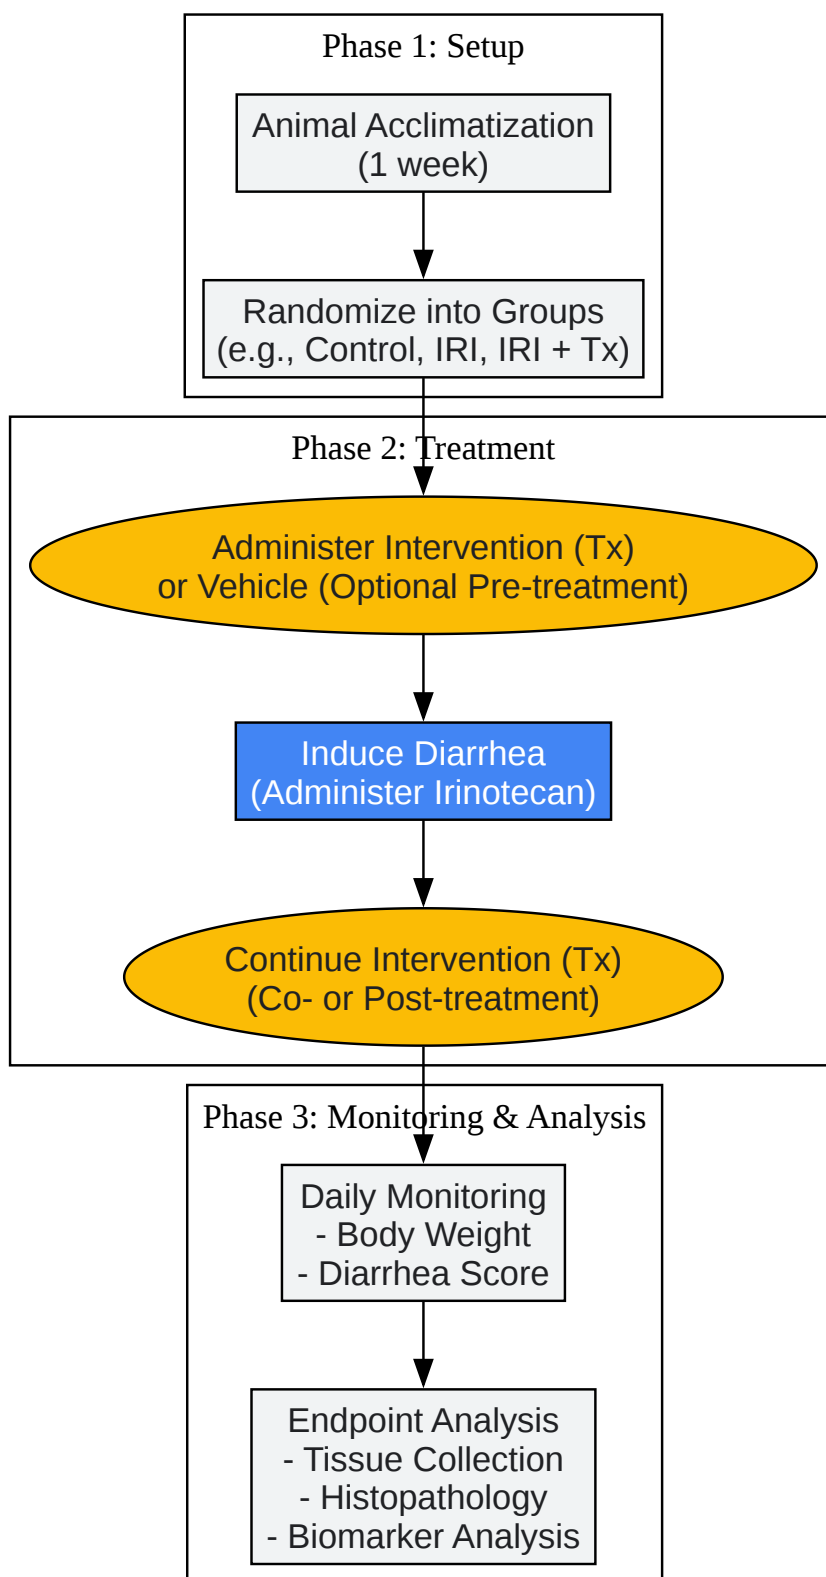 Phase 1: Setup
Animal Acclimatization
(1 week)
Randomize into Groups
(e.g., Control, IRI, IRI + Tx)
Phase 2: Treatment
Administer Intervention (Tx)
or Vehicle (Optional Pre-treatment)
Induce Diarrhea
(Administer Irinotecan)
Continue Intervention (Tx)
(Co- or Post-treatment)
Phase 3: Monitoring & Analysis
Daily Monitoring
- Body Weight
- Diarrhea Score
Endpoint Analysis
- Tissue Collection
- Histopathology
- Biomarker Analysis